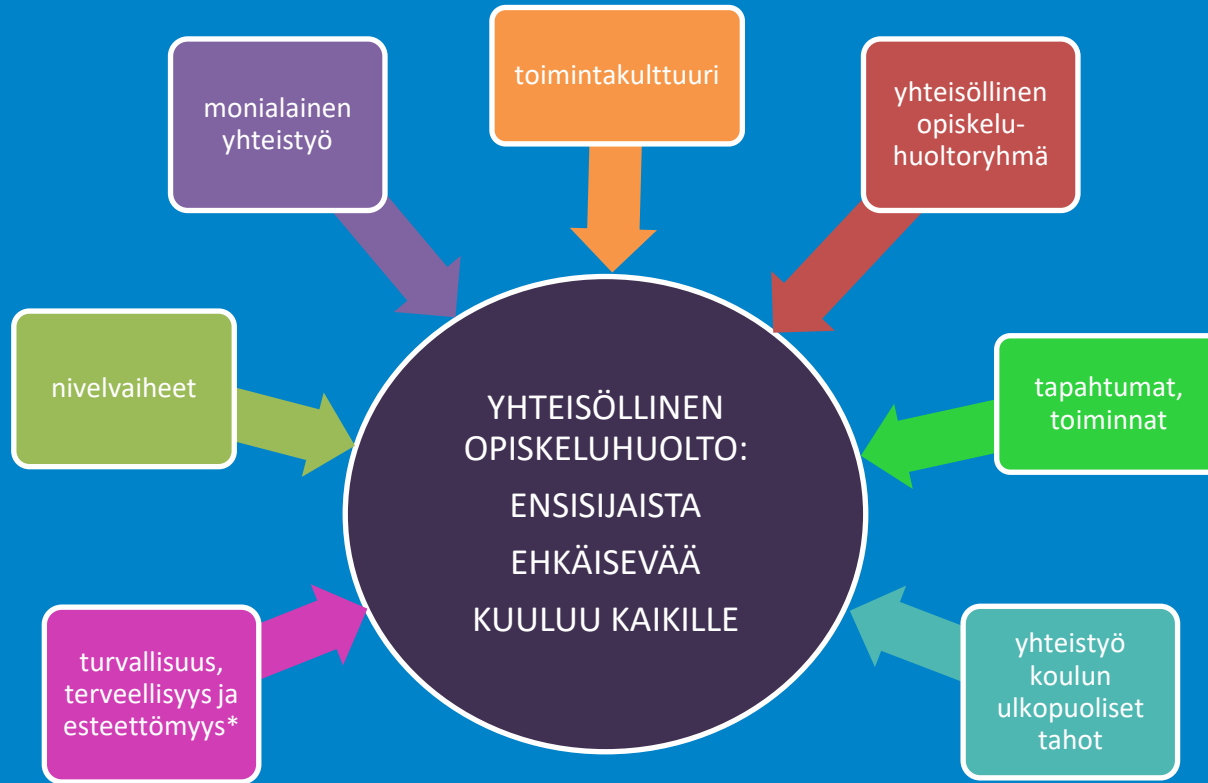 toimintakulttuuri
monialainen
yhteistyö
yhteisöllinen
opiskelu-
huoltoryhmä
nivelvaiheet
tapahtumat,
toiminnat
YHTEISÖLLINEN
OPISKELUHUOLTO:
ENSISIJAISTA
EHKÄISEVÄÄ
KUULUU KAIKILLE
turvallisuus,
terveellisyys ja
esteettömyys*
yhteistyö
koulun
ulkopuoliset
tahot